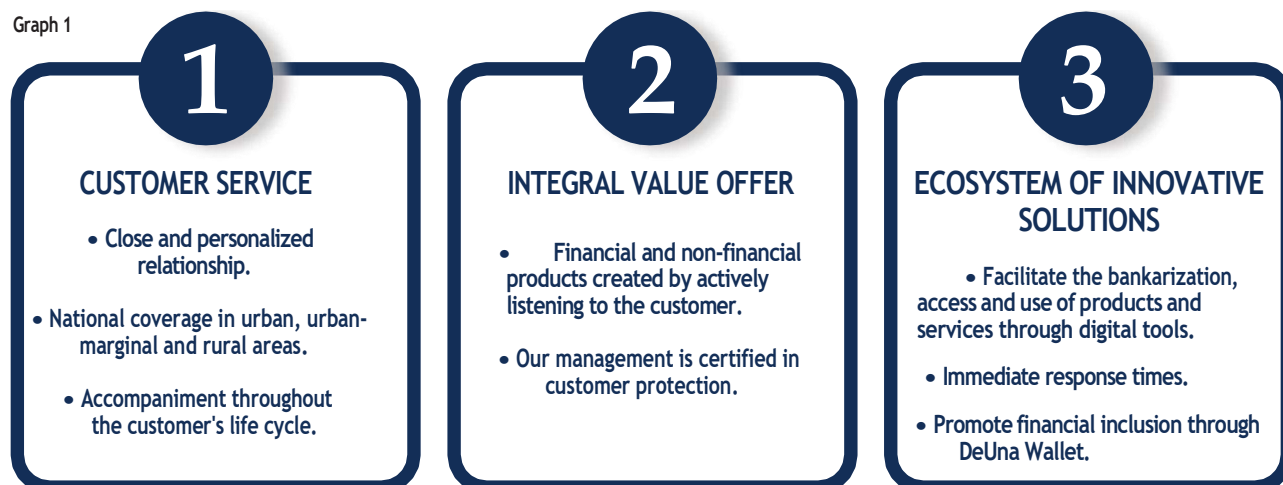 Graph 1
1
CUSTOMER SERVICE
• Close and personalized
relationship.
• National coverage in urban, urban-
marginal and rural areas.
• Accompaniment throughout
the customer's life cycle.
2
INTEGRAL VALUE OFFER
• Financial and non-financial
products created by actively
listening to the customer.
• Our management is certified in
customer protection.
3
ECOSYSTEM OF INNOVATIVE
SOLUTIONS
• Facilitate the bankarization,
access and use of products and
services through digital tools.
• Immediate response times.
• Promote financial inclusion through
DeUna Wallet.